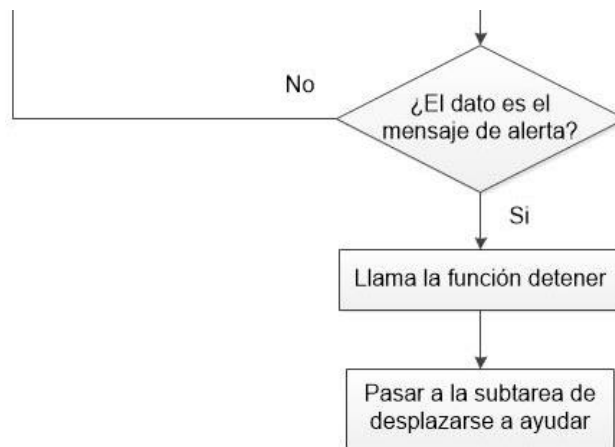 No
¿El dato es el
mensaje de alerta?
Si
Llama la función detener
Pasar a la subtarea de
desplazarse a ayudar